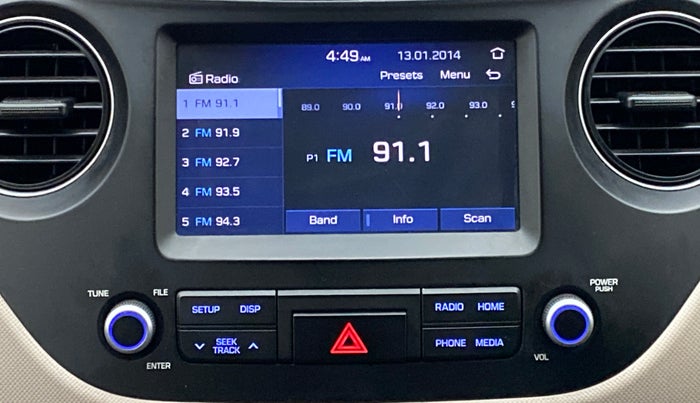 4:49 AM 13.01.2014
Radio Presets Menu
1 FM 91.1
89.0 90.0 91.0 92.0 93.0
2 FM 91.9
P1 FM 91.1
3 FM 92.7
4 FM 93.5
5 FM 94.3
Band Info Scan
TUNE FILE
ENTER
SETUP DISP
SEEK
TRACK
RADIO HOME
PHONE MEDIA
POWER
PUSH
VOL